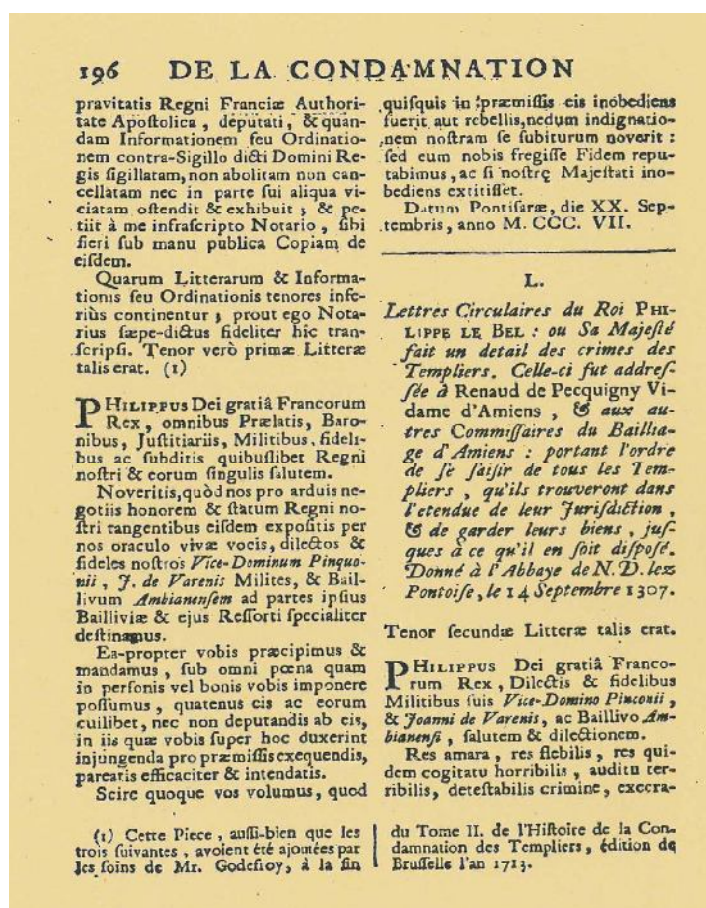 196 DE LA CONDAMNATION
pravitatis Regni Franciæ Authori-
tate Apoſtolica, deputati, & quan-
dam Informationem ſeu Ordinatio-
nem contra-Sigillo dicti Domini Re-
gis ſigillatam, non abolitam non can-
cellatam nec in parte ſui aliqua vi-
ciatam oſtendit & exhibuit; & pe-
tiit à me infraſcripto Notario, ſibi
fieri ſub manu publica Copiam de
eiſdem.
Quarum Litterarum & Informa-
tionis ſeu Ordinationis tenores infe-
riùs continentur; prout ego Nota-
rius ſæpe-dictus fideliter hic tran-
ſcripſi. Tenor verò primæ Litteræ
talis erat. (1)
PHILIPPUS Dei gratiâ Francorum
Rex, omnibus Prælatis, Baro-
nibus, Juſtitiariis, Militibus, fideli-
bus ac ſubditis quibuſlibet Regni
noſtri & eorum ſingulis ſalutem.
Noveritis, quòd nos pro arduis ne-
gotiis honorem & ſtatum Regni no-
ſtri tangentibus eiſdem expoſitis per
nos oraculo vivæ vocis, dilectos &
fideles noſtros Vice-Dominum Pinquo-
nii, J. de Varenis Milites, & Bail-
livum Ambianenſem ad partes ipſius
Bailliviæ & ejus Reſſorti ſpecialiter
deſtinamus.
Ea-propter vobis præcipimus &
mandamus, ſub omni pœna quam
in perſonis vel bonis vobis imponere
poſſumus, quatenus eis ac eorum
cuilibet, nec non deputandis ab eis,
in iis quæ vobis ſuper hoc duxerint
injungenda pro præmiſſis exequendis,
pareatis efficaciter & intendatis.
Scire quoque vos volumus, quod
quiſquis in præmiſſis eis inobediens
fuerit aut rebellis, nedum indignatio-
nem noſtram ſe ſubiturum noverit:
ſed eum nobis fregiſſe Fidem repu-
tabimus, ac ſi noſtrę Majeſtati ino-
bediens extitiſſet.
Datum Pontiſaræ, die XX. Sep-
tembris, anno M. CCC. VII.
L.
Lettres Circulaires du Roi PHI-
LIPPE LE BEL: ou Sa Majeſté
fait un detail des crimes des
Templiers. Celle-ci fut addreſ-
ſée à Renaud de Pecquigny Vi-
dame d'Amiens, & aux au-
tres Commiſſaires du Baillia-
ge d'Amiens: portant l'ordre
de ſe ſaiſir de tous les Tem-
pliers, qu'ils trouveront dans
l'etendue de leur Juriſdiction,
& de garder leurs biens, juſ-
ques à ce qu'il en ſoit diſpoſé.
Donné à l'Abbaye de N. D. lez
Pontoiſe, le 14 Septembre 1307.
Tenor ſecundæ Litteræ talis erat.
PHILIPPUS Dei gratiâ Franco-
rum Rex, Dilectis & fidelibus
Militibus ſuis Vice-Domino Pinconii,
& Joanni de Varenis, ac Baillivo Am-
bianenſi, ſalutem & dilectionem.
Res amara, res flebilis, res qui-
dem cogitatu horribilis, auditu ter-
ribilis, deteſtabilis crimine, execra-
(1) Cette Piece, auſſi-bien que les
trois ſuivantes, avoient été ajoutées par
les ſoins de Mr. Godefroy, à la fin
du Tome II. de l'Hiſtoire de la Con-
damnation des Templiers, édition de
Bruſſelle l'an 1713.